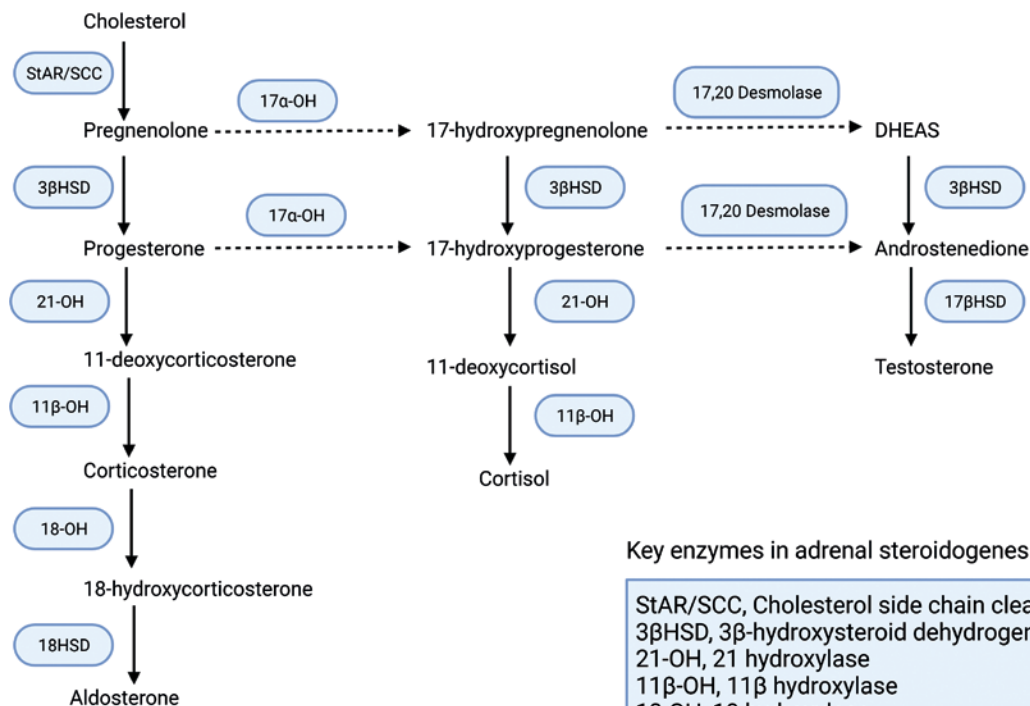 Cholesterol
StAR/SCC
17α-OH
17,20 Desmolase
Pregnenolone
17-hydroxypregnenolone
DHEAS
3βHSD
3βHSD
3βHSD
17α-OH
17,20 Desmolase
Progesterone
17-hydroxyprogesterone
Androstenedione
21-OH
21-OH
17βHSD
11-deoxycorticosterone
11-deoxycortisol
Testosterone
11β-OH
11β-OH
Corticosterone
Cortisol
18-OH
18-hydroxycorticosterone
18HSD
Aldosterone
Key enzymes in adrenal steroidogenes
StAR/SCC, Cholesterol side chain clea
3βHSD, 3β-hydroxysteroid dehydrogen
21-OH, 21 hydroxylase
11β-OH, 11β hydroxylase